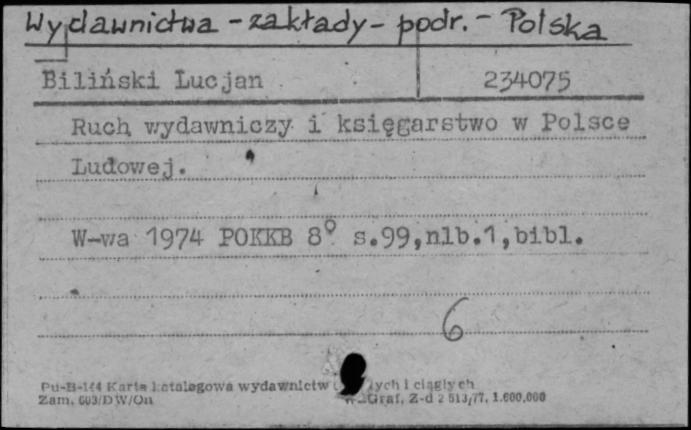 Wydawnictwa - zakłady - podr. - Polska
Biliński Lucjan 234075
Ruch wydawniczy i księgarstwo w Polsce
Ludowej.
W-wa 1974 POKKB 8° s.99,nlb.1,bibl.
6
Pu-B-144 Karta katalogowa wydawnictw i ciągłych
Zam. 603/DW/On Graf. Z-d 2 513/77. 1.600.000